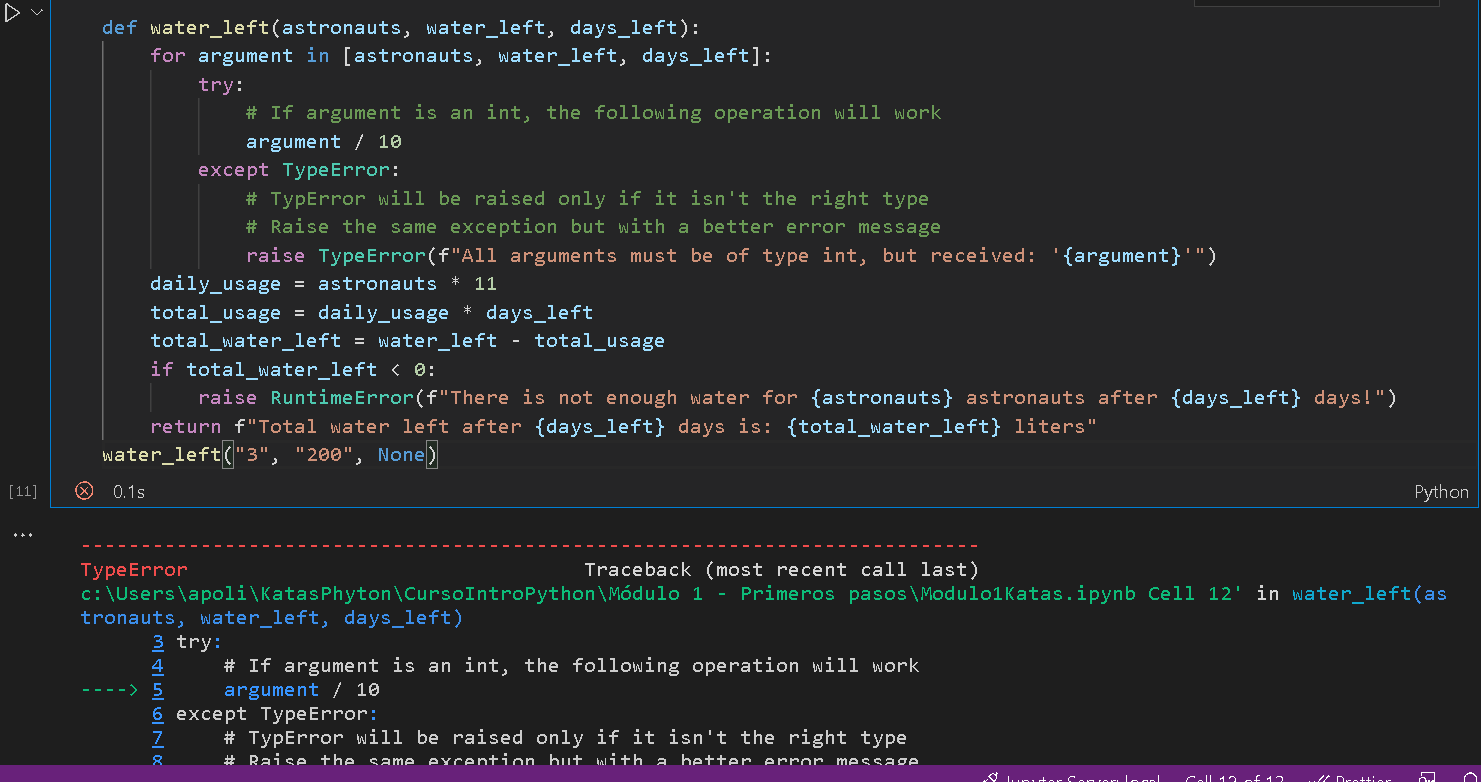 def water_left(astronauts, water_left, days_left):
for argument in [astronauts, water_left, days_left]:
try:
# If argument is an int, the following operation will work
argument / 10
except TypeError:
# TypError will be raised only if it isn't the right type
# Raise the same exception but with a better error message
raise TypeError(f"All arguments must be of type int, but received: '{argument}'")
daily_usage = astronauts * 11
total_usage = daily_usage * days_left
total_water_left = water_left - total_usage
if total_water_left < 0:
raise RuntimeError(f"There is not enough water for {astronauts} astronauts after {days_left} days!")
return f"Total water left after {days_left} days is: {total_water_left} liters"
water_left("3", "200", None)
[11] 0.1s Python
...
---------------------------------------------------------------------------
TypeError Traceback (most recent call last)
c:\Users\apoli\KatasPhyton\CursoIntroPython\Módulo 1 - Primeros pasos\Modulo1Katas.ipynb Cell 12' in water_left(as
tronauts, water_left, days_left)
3 try:
4 # If argument is an int, the following operation will work
----> 5 argument / 10
6 except TypeError:
7 # TypError will be raised only if it isn't the right type
8 # Raise the same exception but with a better error message
Jupyter Server: local Cell 12 of 12 Prettier